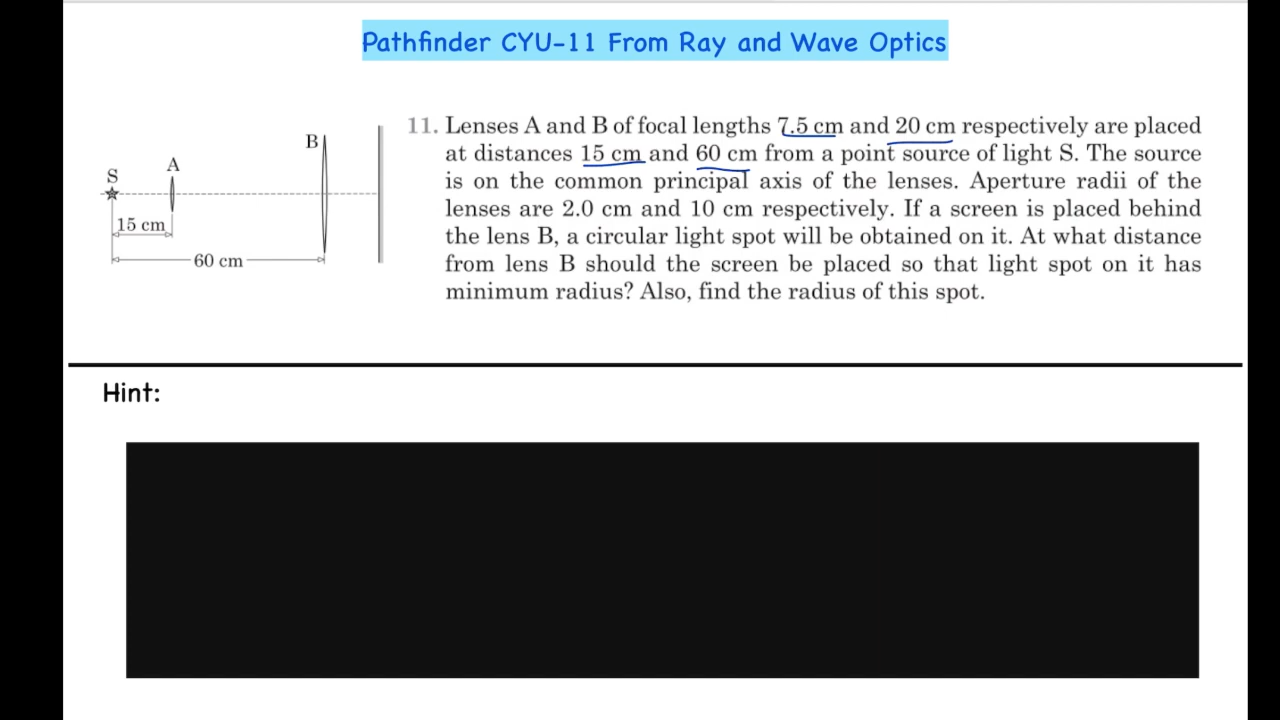 Pathfinder CYU-11 From Ray and Wave Optics
11. Lenses A and B of focal lengths 7.5 cm and 20 cm respectively are placed
at distances 15 cm and 60 cm from a point source of light S. The source
is on the common principal axis of the lenses. Aperture radii of the
lenses are 2.0 cm and 10 cm respectively. If a screen is placed behind
the lens B, a circular light spot will be obtained on it. At what distance
from lens B should the screen be placed so that light spot on it has
minimum radius? Also, find the radius of this spot.
B
A
S
15 cm
60 cm
Hint: